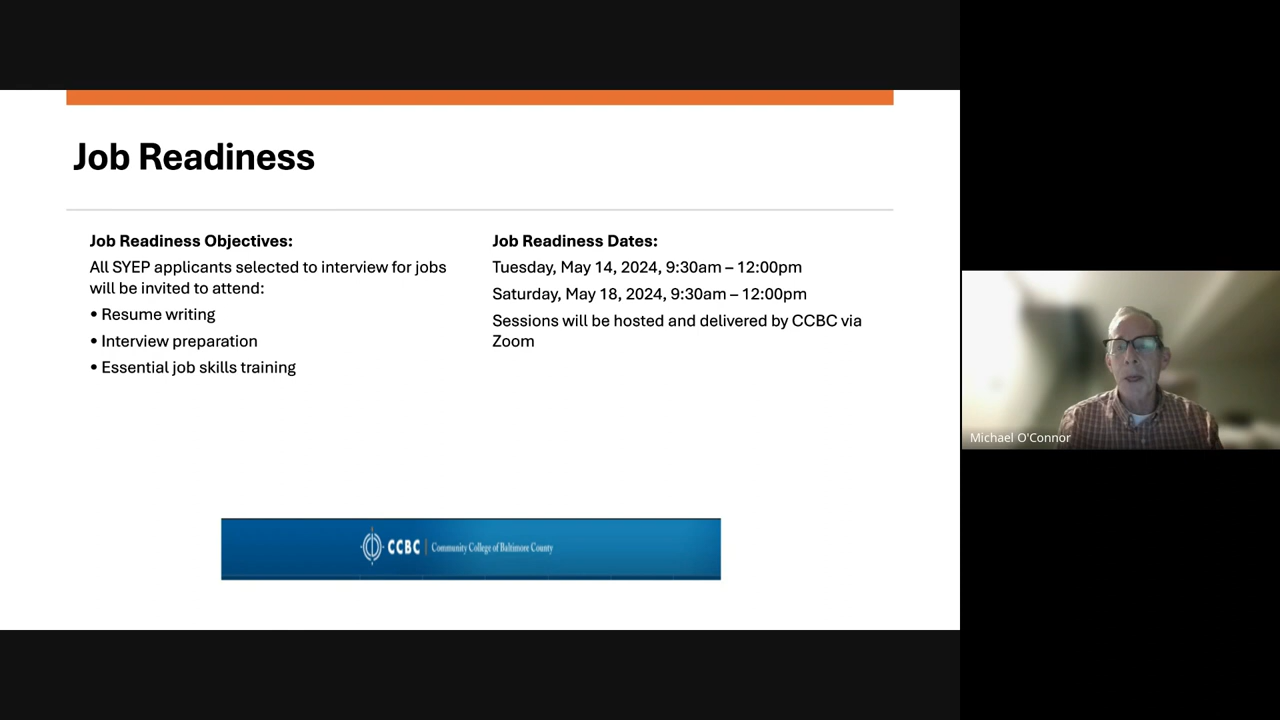 Job Readiness
Job Readiness Objectives:
All SYEP applicants selected to interview for jobs
will be invited to attend:
• Resume writing
• Interview preparation
• Essential job skills training
Job Readiness Dates:
Tuesday, May 14, 2024, 9:30am – 12:00pm
Saturday, May 18, 2024, 9:30am – 12:00pm
Sessions will be hosted and delivered by CCBC via
Zoom
CCBC | Community College of Baltimore County
Michael O'Connor